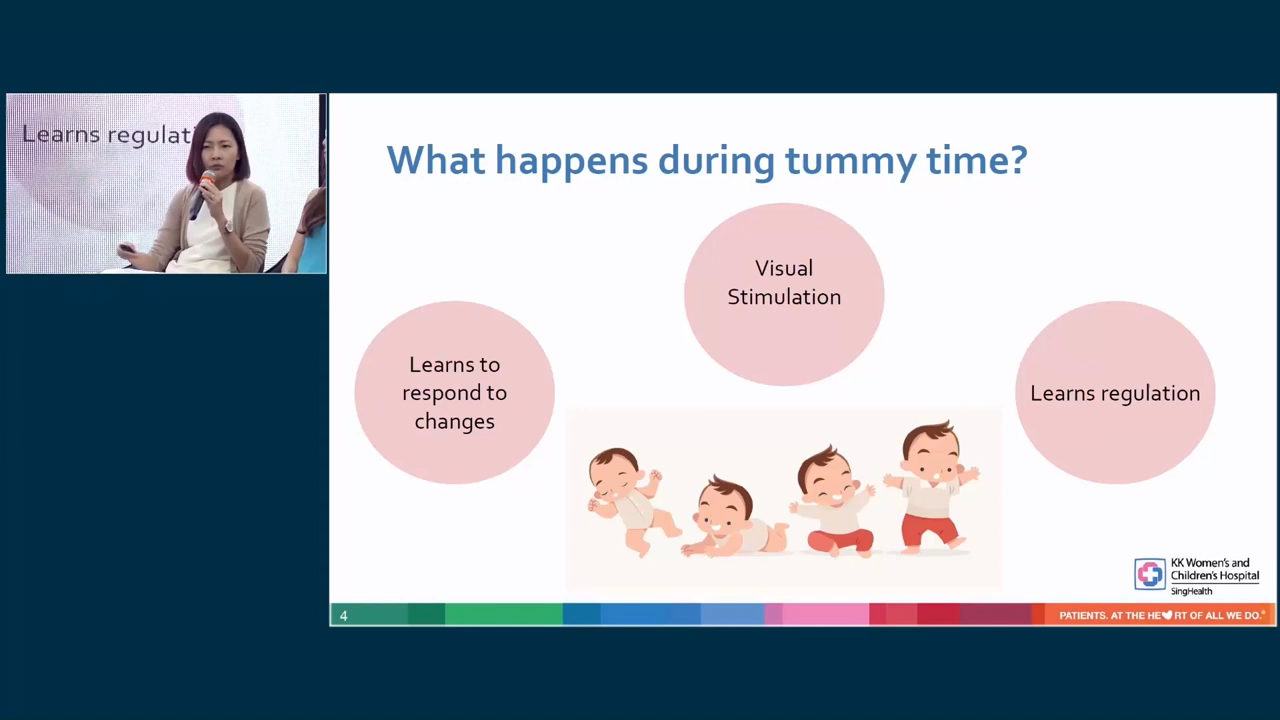 Learns regulati
What happens during tummy time?
Visual
Stimulation
Learns to
respond to
changes
Learns regulation
KK Women's and
Children's Hospital
SingHealth
4
PATIENTS. AT THE HE RT OF ALL WE DO.®